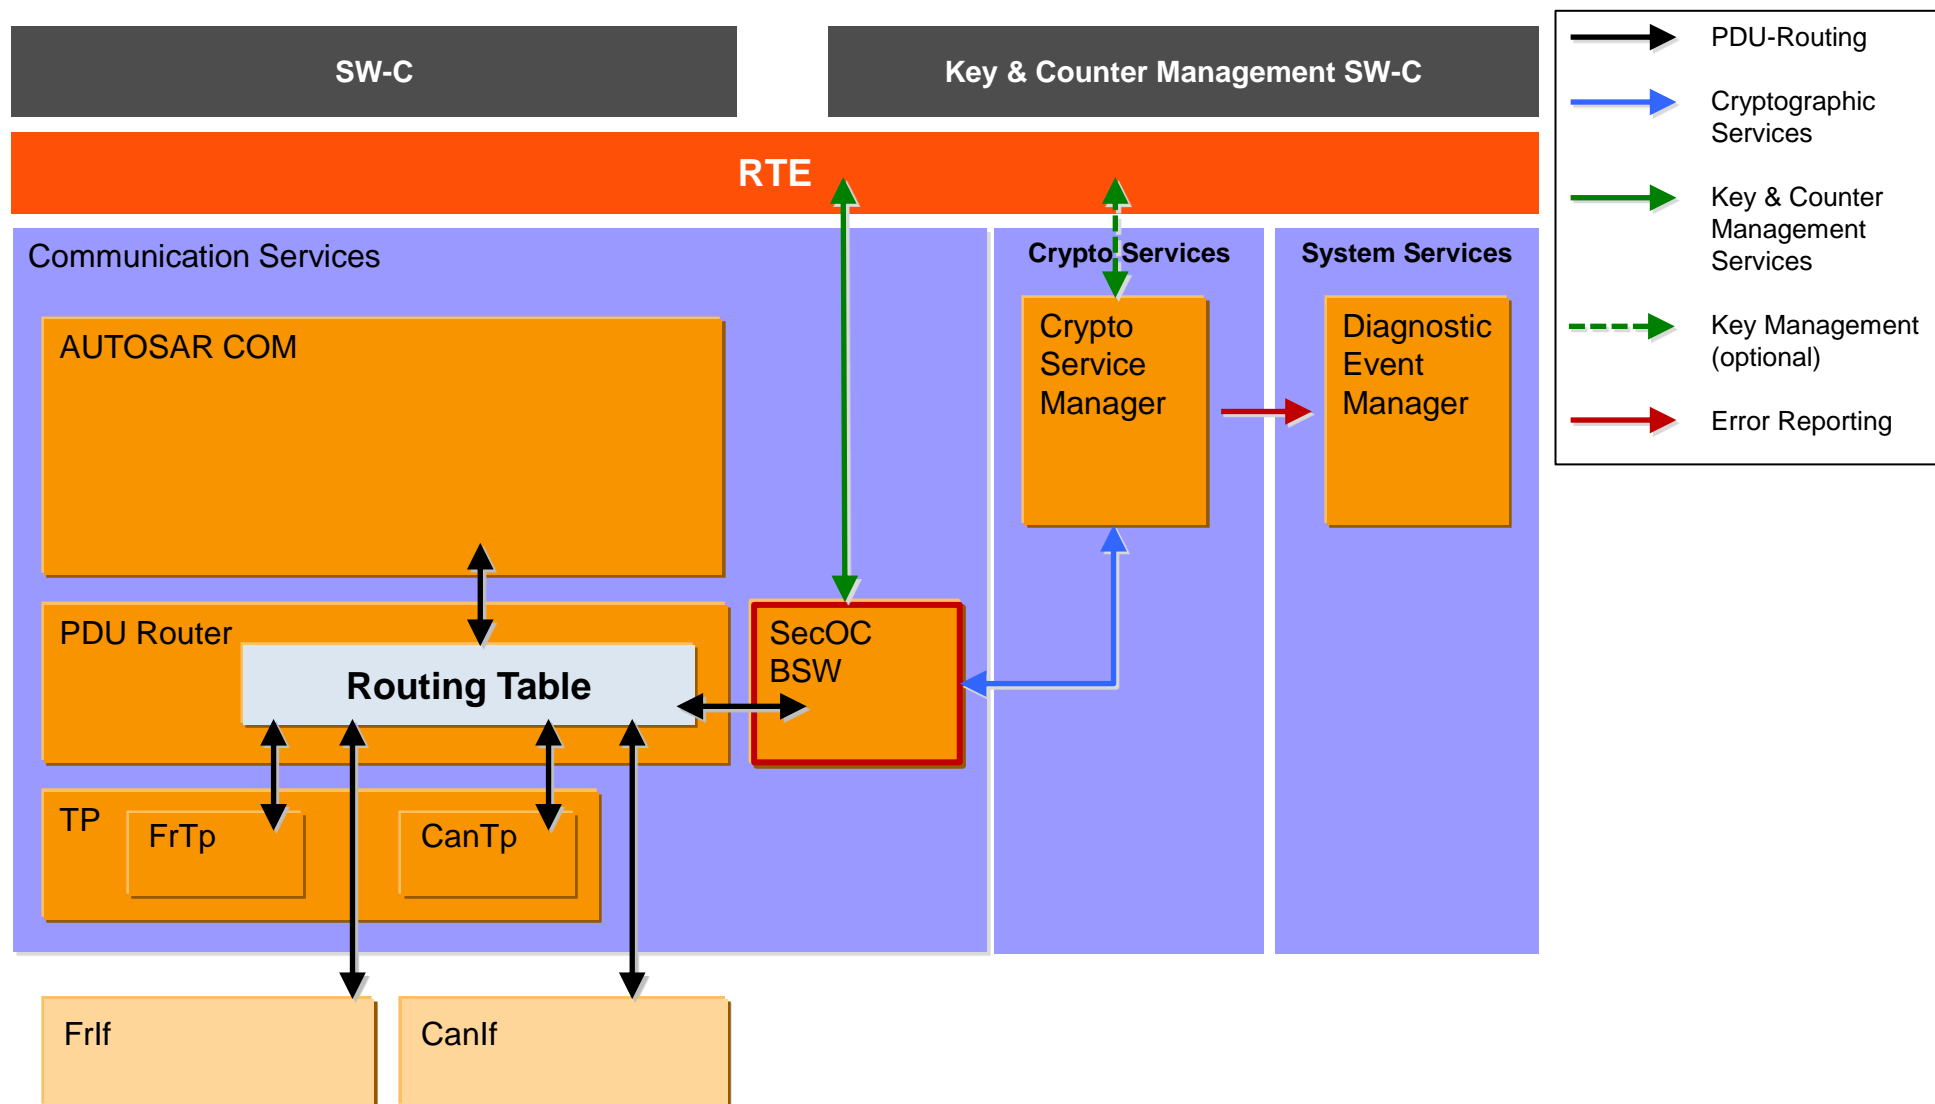 SW-C
Key & Counter Management SW-C
RTE
Communication Services
Crypto Services
System Services
AUTOSAR COM
Crypto
Service
Manager
Diagnostic
Event
Manager
PDU Router
Routing Table
SecOC
BSW
TP
FrTp
CanTp
FrIf
CanIf
PDU-Routing
Cryptographic
Services
Key & Counter
Management
Services
Key Management
(optional)
Error Reporting